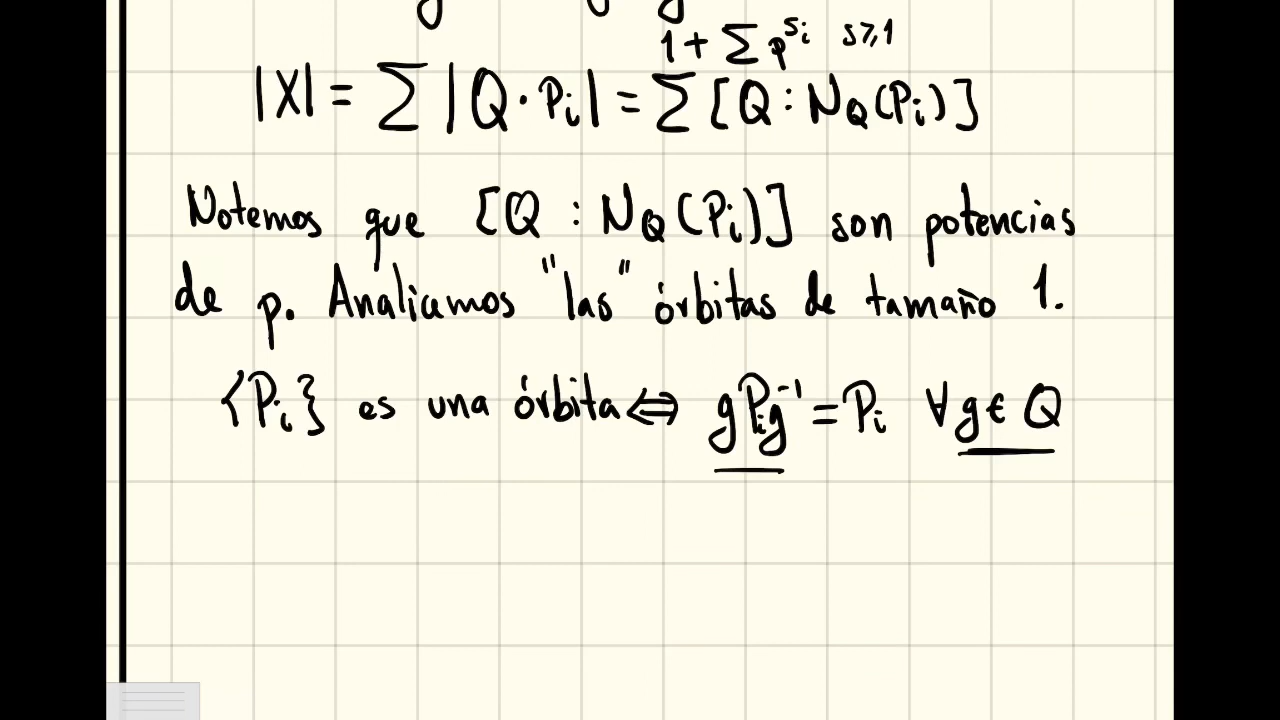 1 + ∑ p^{s_i} s ≥ 1
|X| = ∑ |Q · P_i| = ∑ [Q : N_Q(P_i)]
Notemos que [Q : N_Q(P_i)] son potencias
de p. Analicamos "las" órbitas de tamaño 1.
{P_i} es una órbita ⇔ gP_ig^{-1} = P_i ∀g ∈ Q